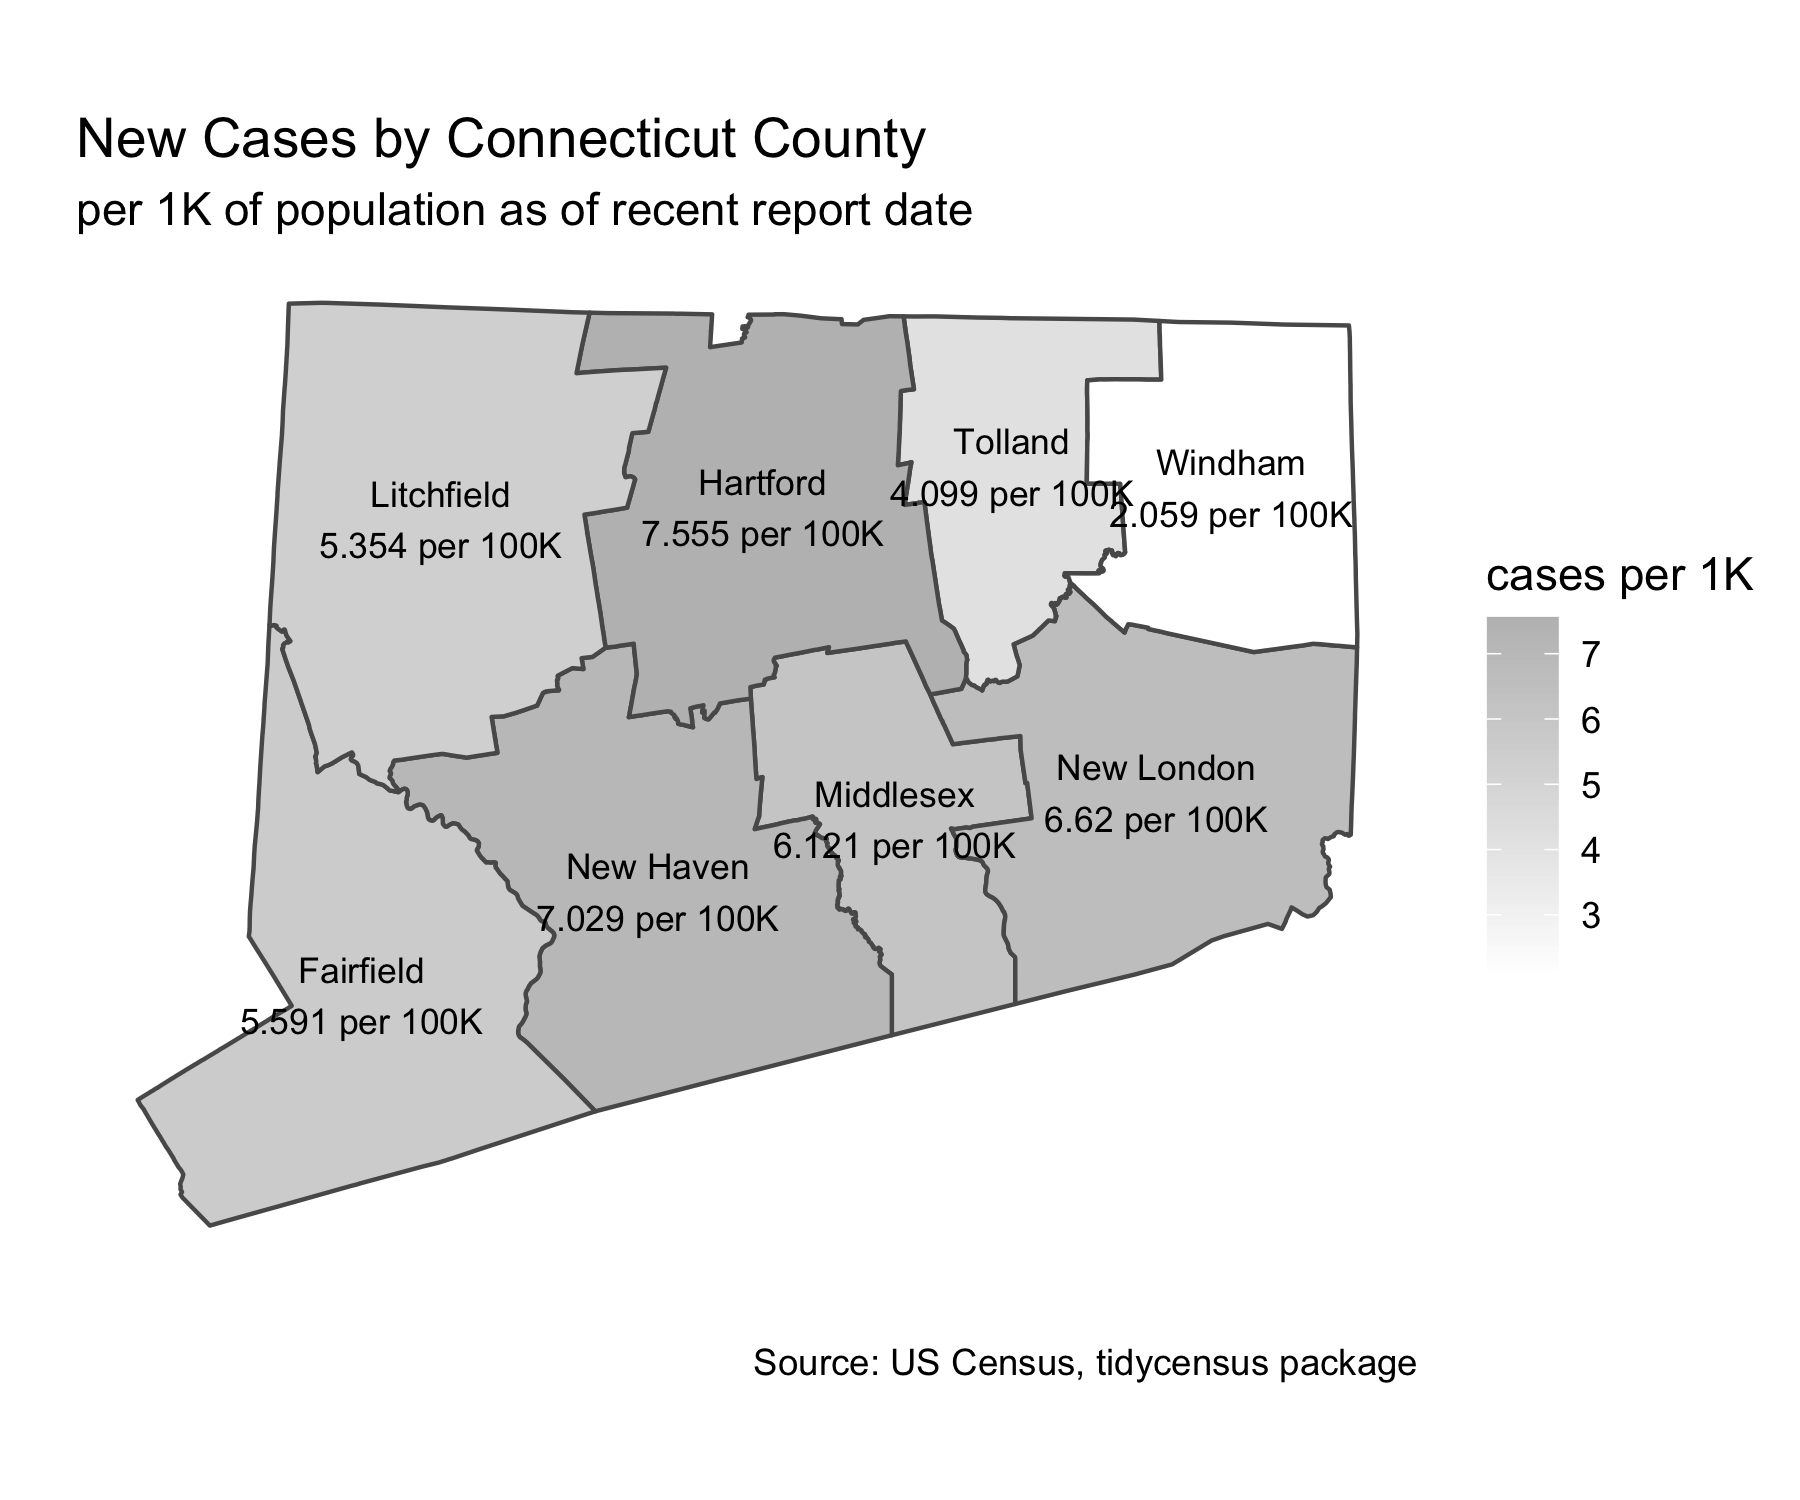 New Cases by Connecticut County
per 1K of population as of recent report date
Litchfield
5.354 per 100K
Hartford
7.555 per 100K
Tolland
4.099 per 100K
Windham
2.059 per 100K
New London
6.62 per 100K
Middlesex
6.121 per 100K
New Haven
7.029 per 100K
Fairfield
5.591 per 100K
cases per 1K
7
6
5
4
3
Source: US Census, tidycensus package